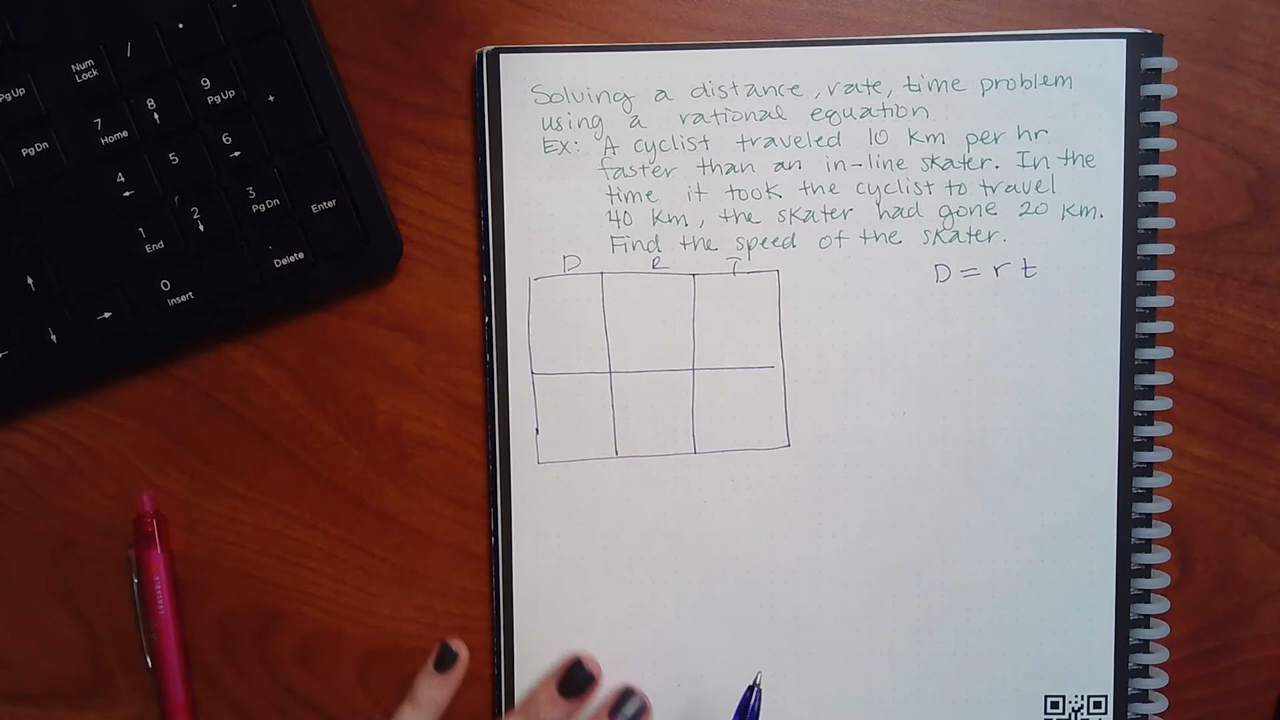 Solving a distance, rate, time problem
using a rational equation
EX: A cyclist traveled 10 Km per hr
faster than an in-line skater. In the
time it took the cyclist to travel
40 Km, the skater had gone 20 Km.
Find the speed of the skater.
D R T
D = r t
Num Lock
/
.
-
PgUp
7 Home
8
9 PgUp
+
PgDn
4
5
6
1 End
2
3 PgDn
Enter
0 Insert
. Delete
ERASABLE